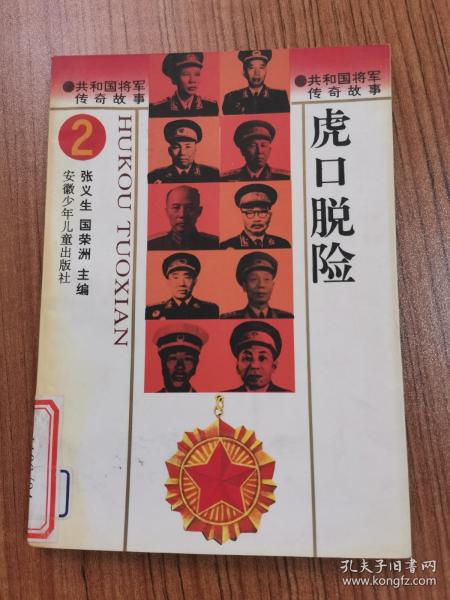 共和国将军
传奇故事
共和国将军
传奇故事
虎口脱险
HUKOU TUOXIAN
2
张义生 国荣洲 主编
安徽少年儿童出版社
孔夫子旧书网
www.kongfz.com